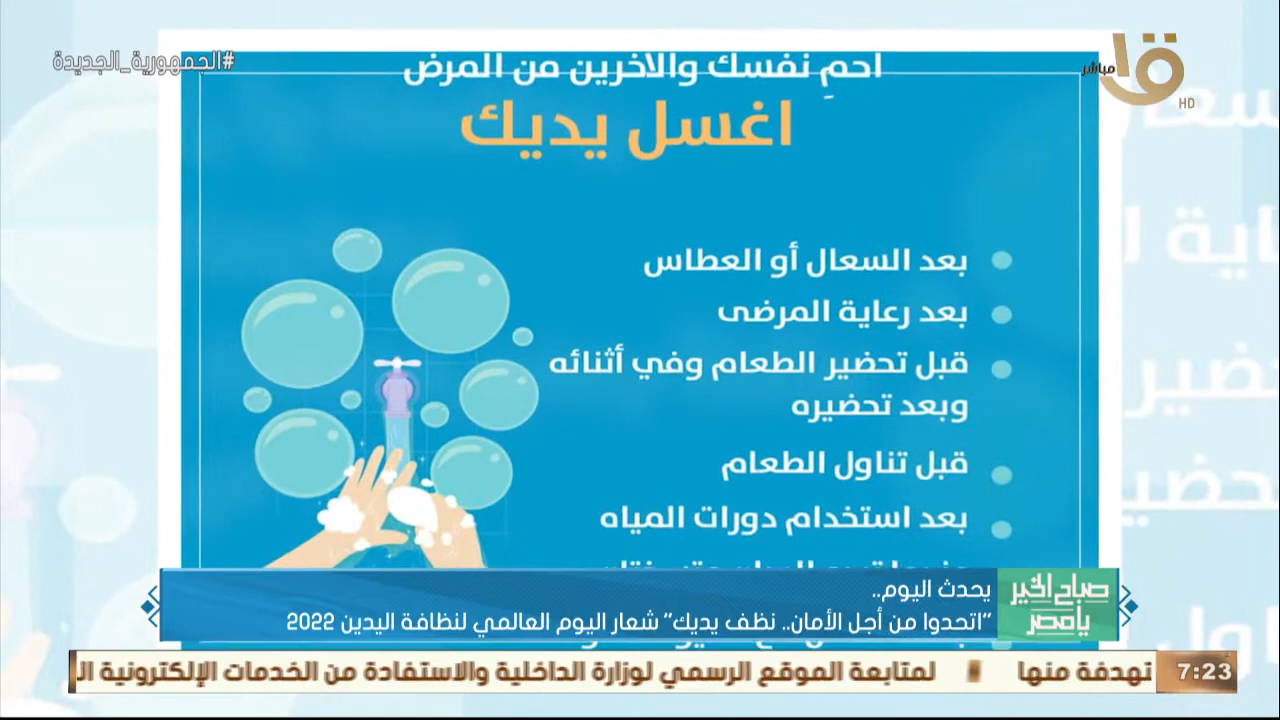 #الجمهورية_الجديدة
مباشر
HD
احمِ نفسك والآخرين من المرض
اغسل يديك
بعد السعال أو العطاس
بعد رعاية المرضى
قبل تحضير الطعام وفي أثنائه
وبعد تحضيره
قبل تناول الطعام
بعد استخدام دورات المياه
صباح الخير
يا مصر
يحدث اليوم..
"اتحدوا من أجل الأمان.. نظف يديك" شعار اليوم العالمي لنظافة اليدين 2022
7:23
تهدفة منها لمتابعة الموقع الرسمي لوزارة الداخلية والاستفادة من الخدمات الإلكترونية الـ